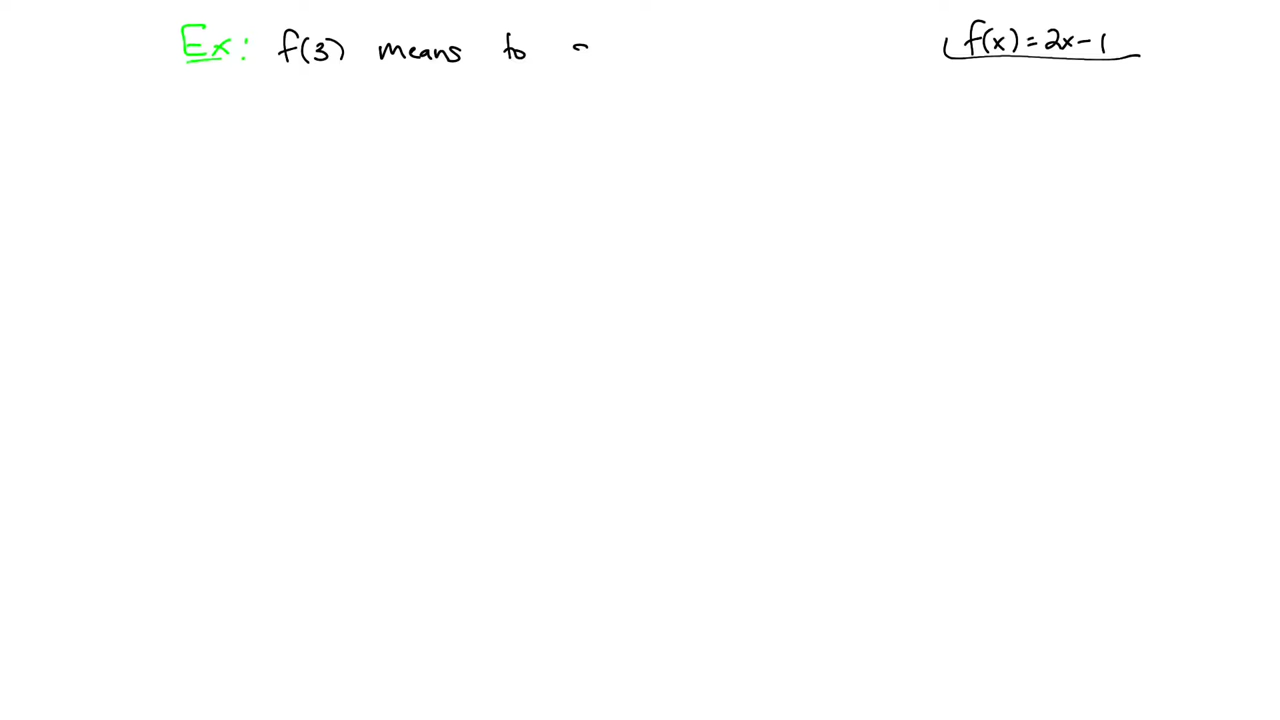 Ex: f(3) means to
f(x) = 2x - 1